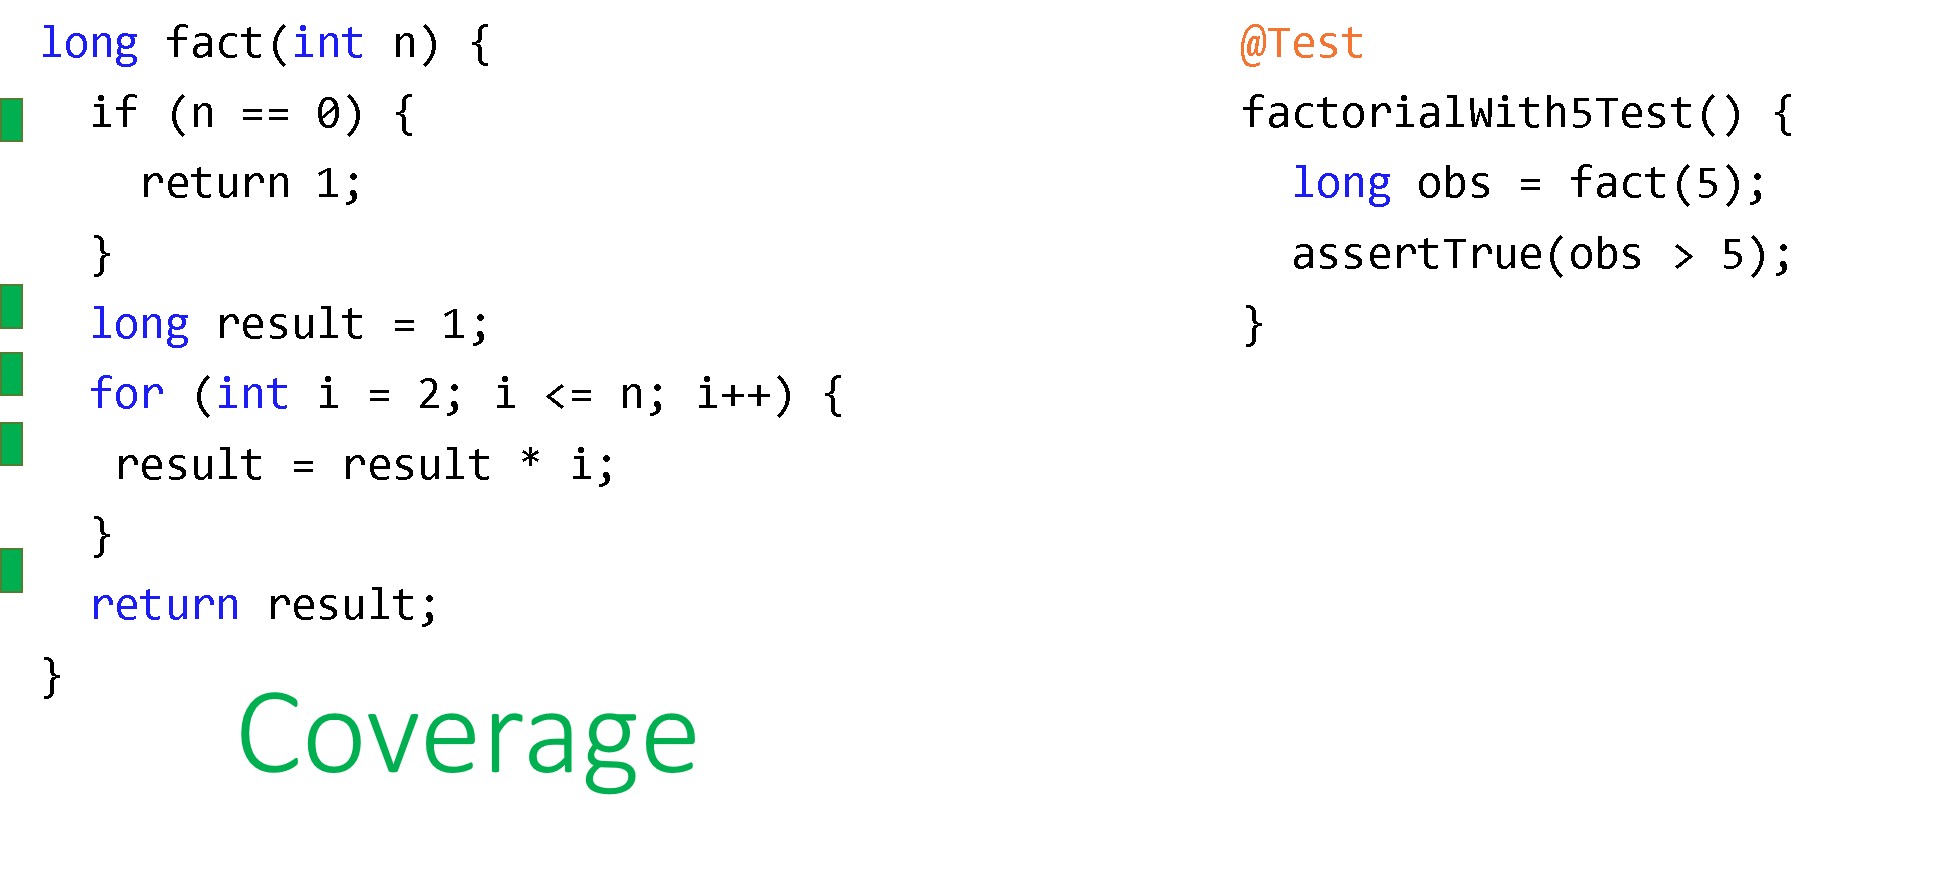 long fact(int n) {
  if (n == 0) {
    return 1;
  }
  long result = 1;
  for (int i = 2; i <= n; i++) {
   result = result * i;
  }
  return result;
}
Coverage
@Test
factorialWith5Test() {
  long obs = fact(5);
  assertTrue(obs > 5);
}